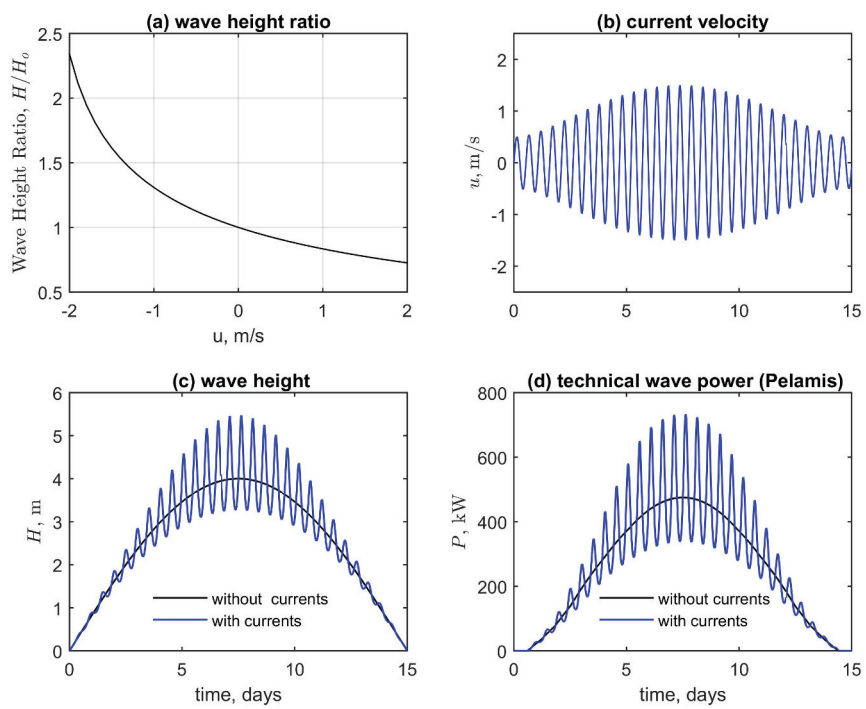 (a) wave height ratio
Wave Height Ratio, H/Ho
2.5
2
1.5
1
0.5
-2
-1
0
1
2
u, m/s
(b) current velocity
u, m/s
2
1
0
-1
-2
0
5
10
15
(c) wave height
H, m
6
5
4
3
2
1
0
without currents
with currents
0
5
10
15
time, days
(d) technical wave power (Pelamis)
P, kW
800
600
400
200
0
without currents
with currents
0
5
10
15
time, days